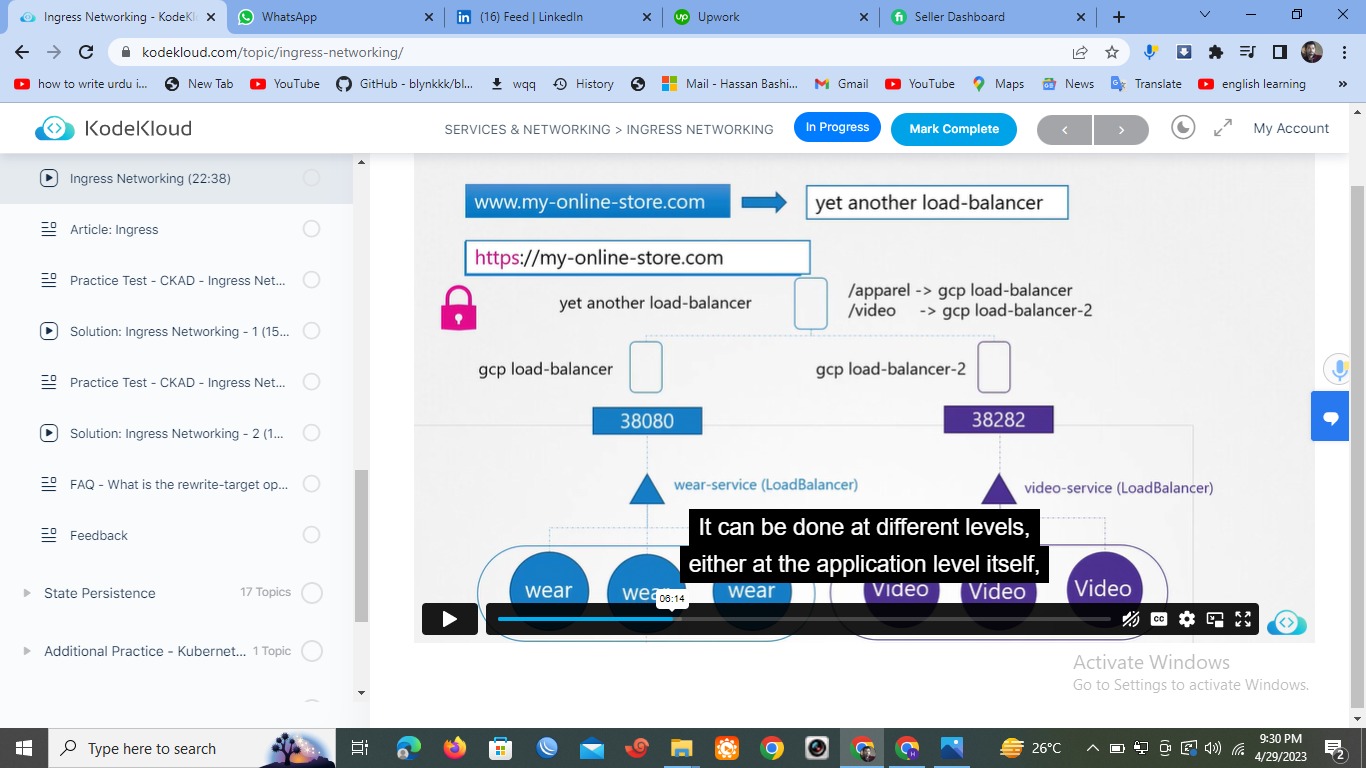 Ingress Networking - KodeKl
WhatsApp
(16) Feed | LinkedIn
Upwork
Seller Dashboard
kodekloud.com/topic/ingress-networking/
how to write urdu i...
New Tab
YouTube
GitHub - blynkkk/bl...
wqq
History
Mail - Hassan Bashi...
Gmail
YouTube
Maps
News
Translate
english learning
»
KodeKloud
SERVICES & NETWORKING > INGRESS NETWORKING
In Progress
Mark Complete
My Account
Ingress Networking (22:38)
Article: Ingress
Practice Test - CKAD - Ingress Net...
Solution: Ingress Networking - 1 (15...
Practice Test - CKAD - Ingress Net...
Solution: Ingress Networking - 2 (1...
FAQ - What is the rewrite-target op...
Feedback
State Persistence
17 Topics
Additional Practice - Kubernet...
1 Topic
www.my-online-store.com
yet another load-balancer
https://my-online-store.com
yet another load-balancer
/apparel -> gcp load-balancer
/video -> gcp load-balancer-2
gcp load-balancer
gcp load-balancer-2
38080
38282
wear-service (LoadBalancer)
video-service (LoadBalancer)
It can be done at different levels,
either at the application level itself,
wear
wea
wear
Video
Video
Video
06:14
CC
Activate Windows
Go to Settings to activate Windows.
Type here to search
26°C
9:30 PM
4/29/2023
2